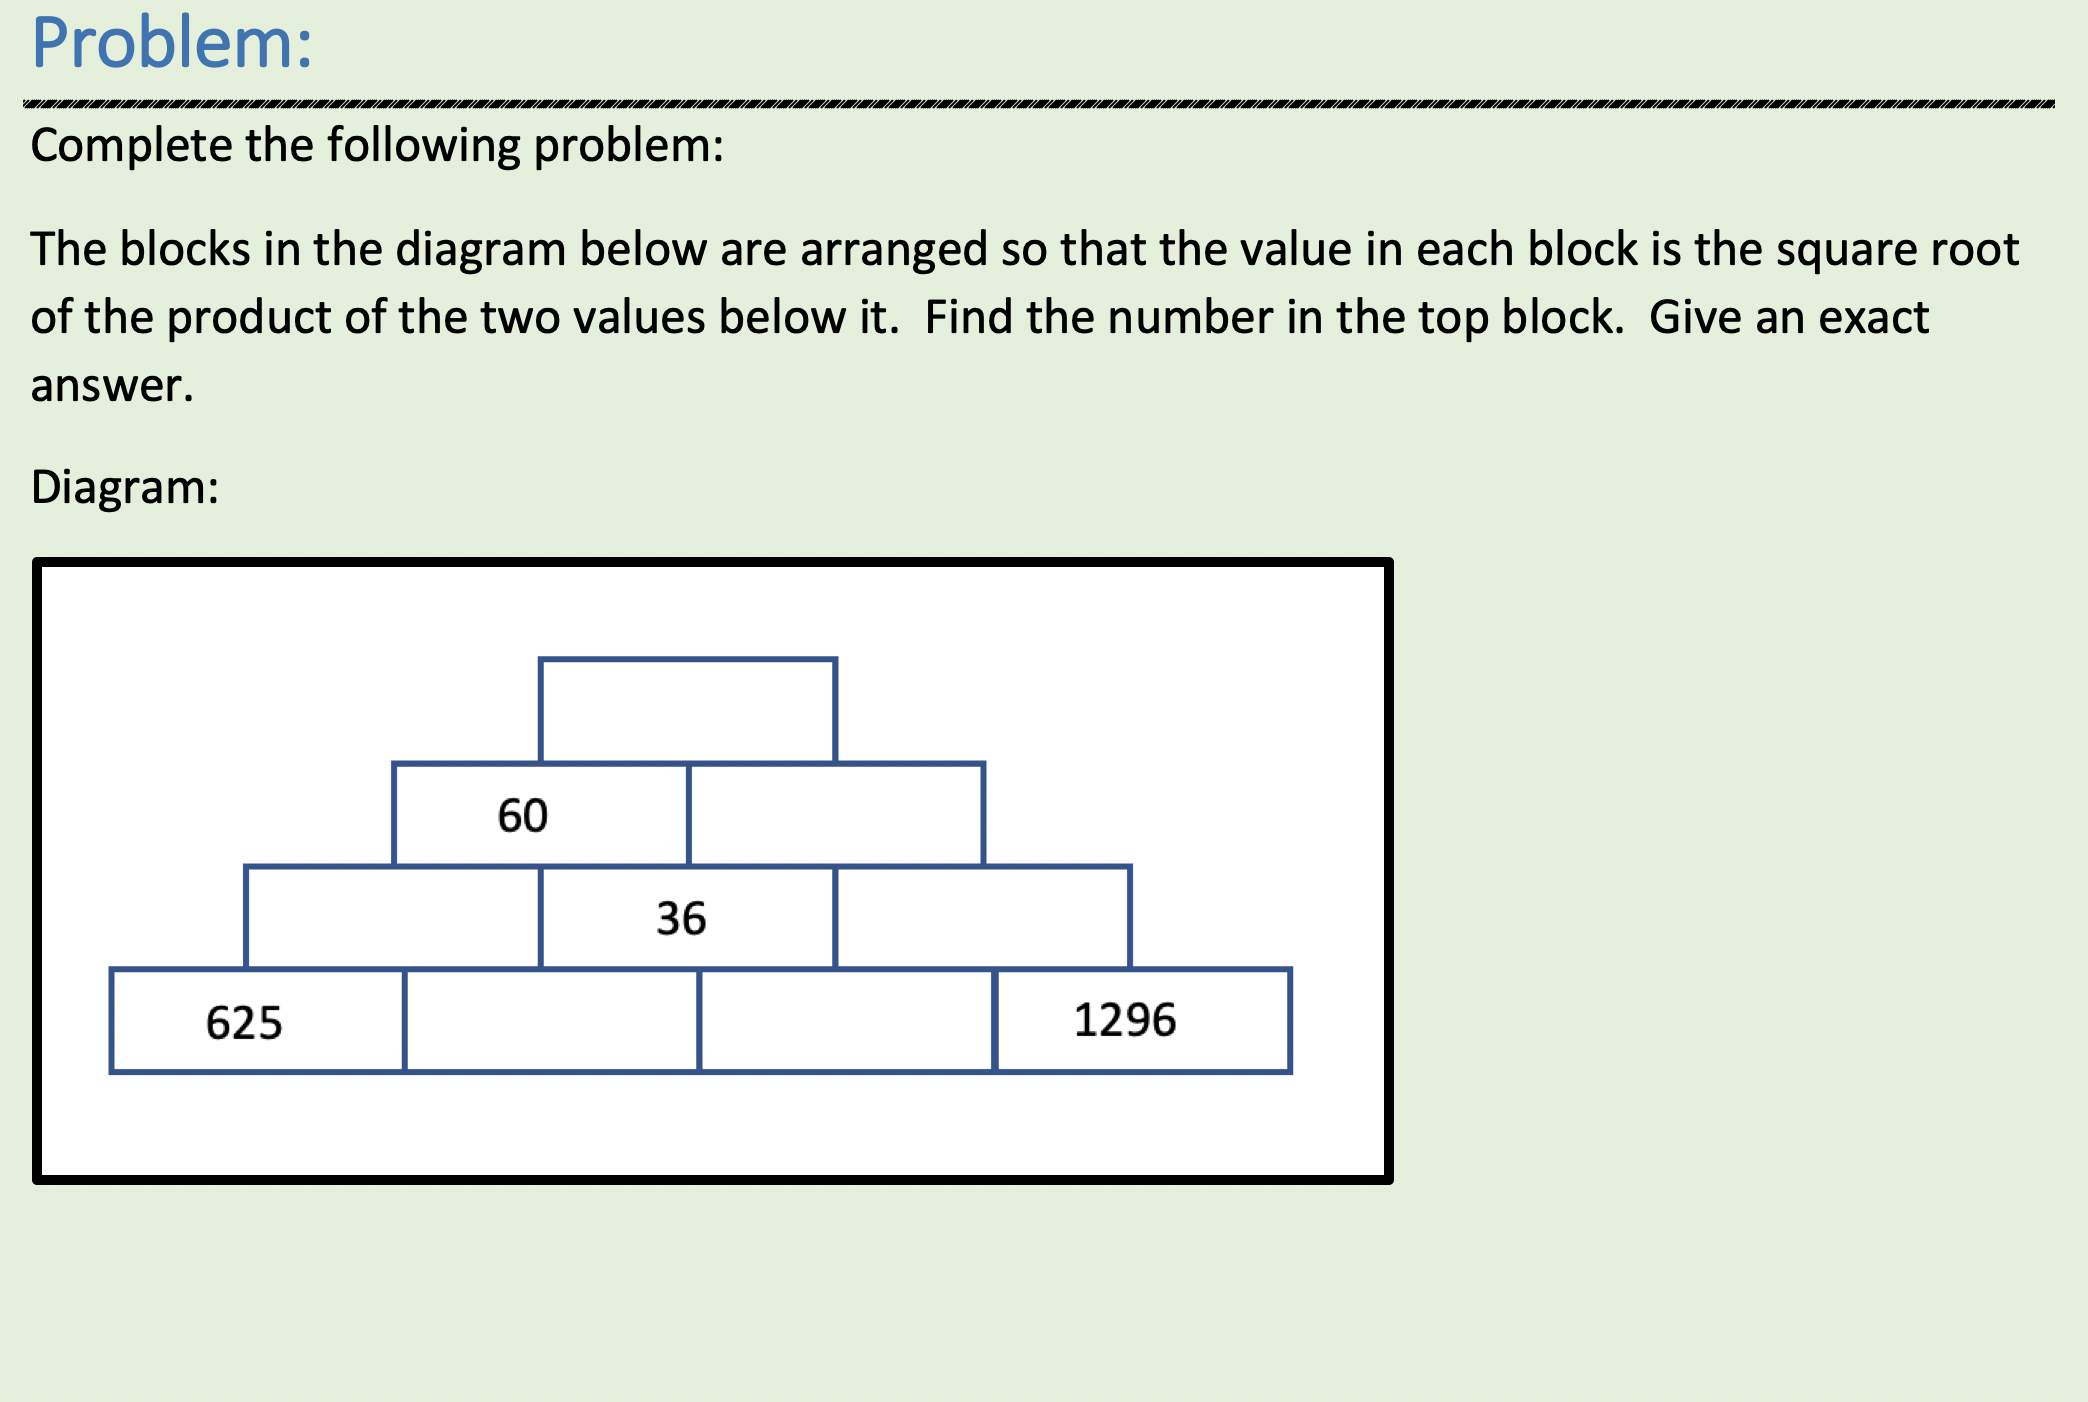 Problem:
Complete the following problem:
The blocks in the diagram below are arranged so that the value in each block is the square root
of the product of the two values below it.  Find the number in the top block.  Give an exact
answer.
Diagram:
60
36
625
1296